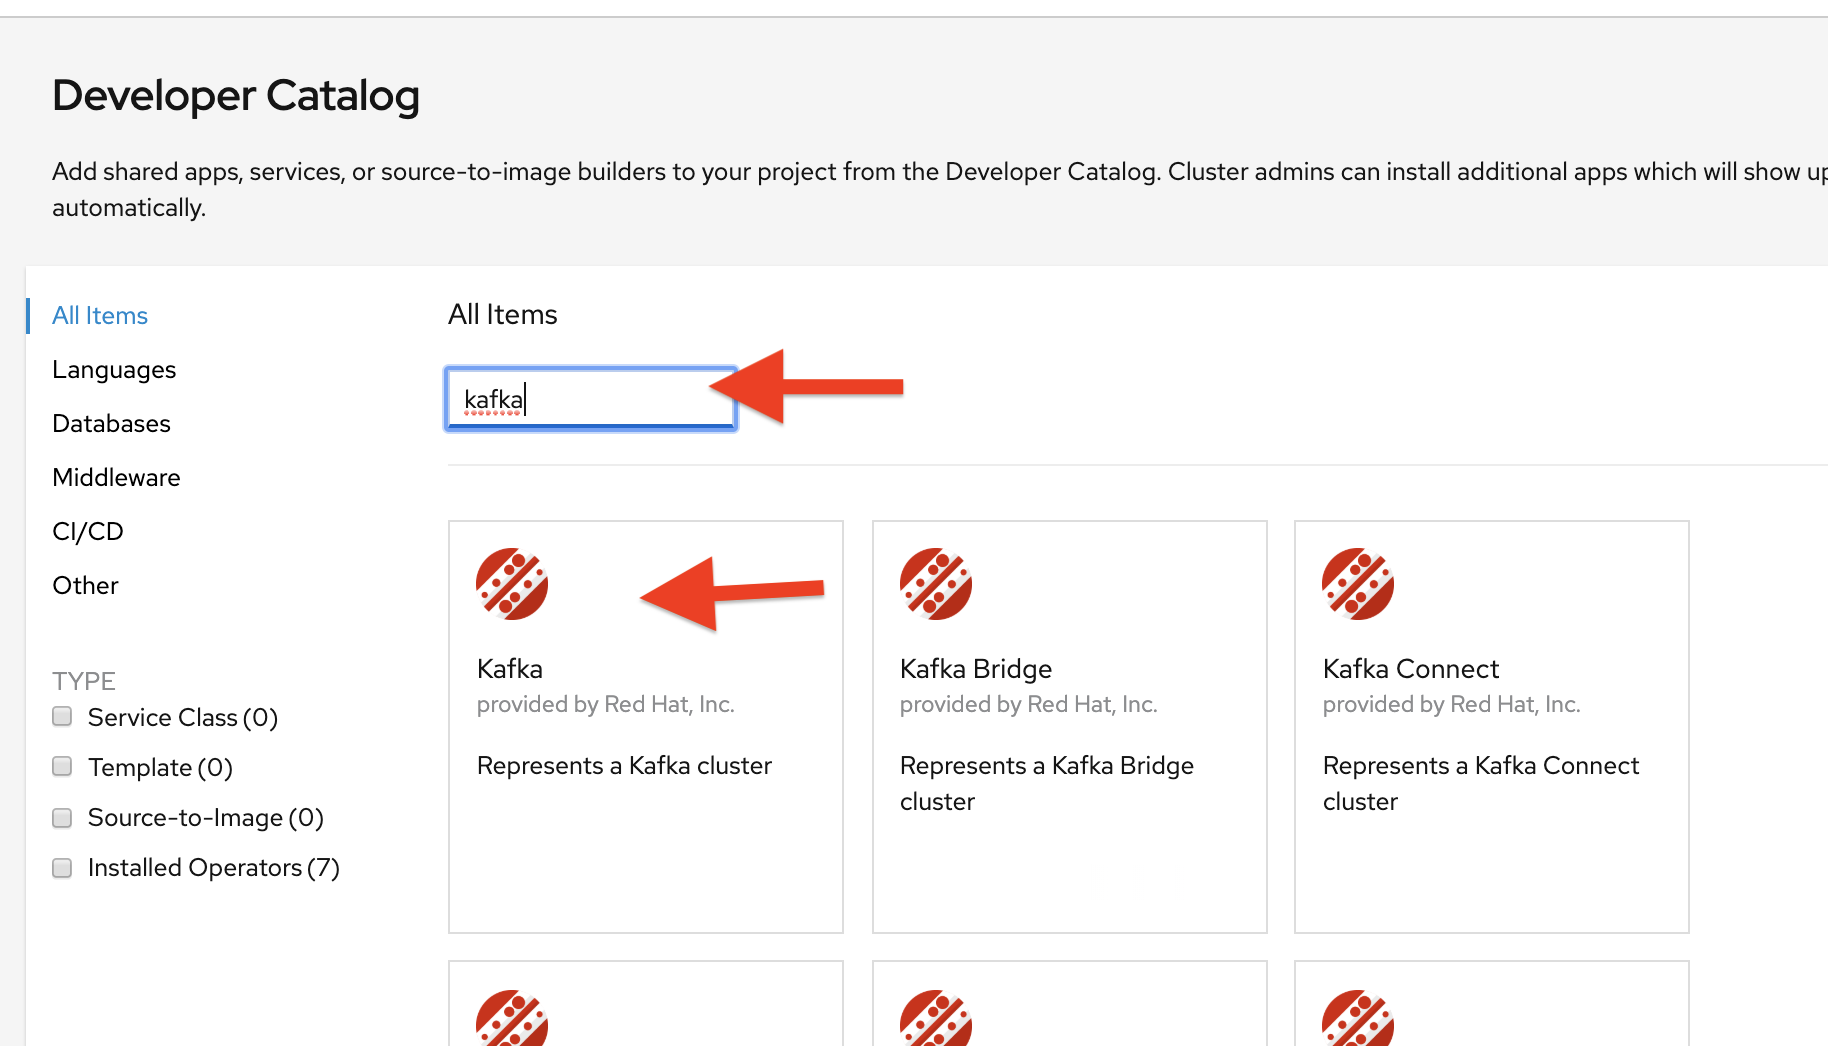 Developer Catalog
Add shared apps, services, or source-to-image builders to your project from the Developer Catalog. Cluster admins can install additional apps which will show up
automatically.
All Items
Languages
Databases
Middleware
CI/CD
Other
TYPE
Service Class (0)
Template (0)
Source-to-Image (0)
Installed Operators (7)
All Items
kafka
Kafka
provided by Red Hat, Inc.
Represents a Kafka cluster
Kafka Bridge
provided by Red Hat, Inc.
Represents a Kafka Bridge
cluster
Kafka Connect
provided by Red Hat, Inc.
Represents a Kafka Connect
cluster